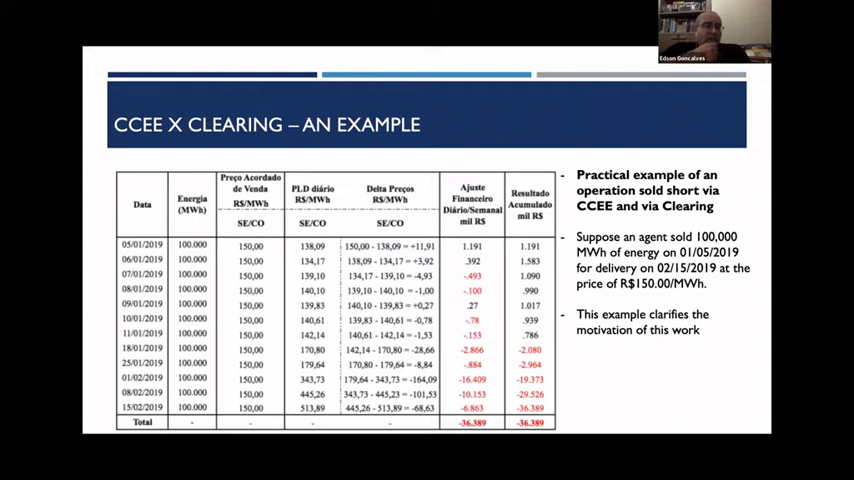 Edson Goncalves
CCEE X CLEARING – AN EXAMPLE
Data Energia (MWh) Preço Acordado de Venda R$/MWh SE/CO PLD diário R$/MWh SE/CO Delta Preços R$/MWh SE/CO Ajuste Financeiro Diário/Semanal mil R$ Resultado Acumulado mil R$
05/01/2019 100.000 150,00 138,09 150,00 - 138,09 = +11,91 1.191 1.191
06/01/2019 100.000 150,00 134,17 138,09 - 134,17 = +3,92 .392 1.583
07/01/2019 100.000 150,00 139,10 134,17 - 139,10 = -4,93 -.493 1.090
08/01/2019 100.000 150,00 140,10 139,10 - 140,10 = -1,00 -.100 .990
09/01/2019 100.000 150,00 139,83 140,10 - 139,83 = +0,27 .27 1.017
10/01/2019 100.000 150,00 140,61 139,83 - 140,61 = -0,78 -.78 .939
11/01/2019 100.000 150,00 142,14 140,61 - 142,14 = -1,53 -.153 .786
18/01/2019 100.000 150,00 170,80 142,14 - 170,80 = -28,66 -2.866 -2.080
25/01/2019 100.000 150,00 179,64 170,80 - 179,64 = -8,84 -.884 -2.964
01/02/2019 100.000 150,00 343,73 179,64 - 343,73 = -164,09 -16.409 -19.373
08/02/2019 100.000 150,00 445,26 343,73 - 445,23 = -101,53 -10.153 -29.526
15/02/2019 100.000 150,00 513,89 445,26 - 513,89 = -68,63 -6.863 -36.389
Total - - - - -36.389 -36.389
- Practical example of an
operation sold short via
CCEE and via Clearing
- Suppose an agent sold 100,000
MWh of energy on 01/05/2019
for delivery on 02/15/2019 at the
price of R$150.00/MWh.
- This example clarifies the
motivation of this work